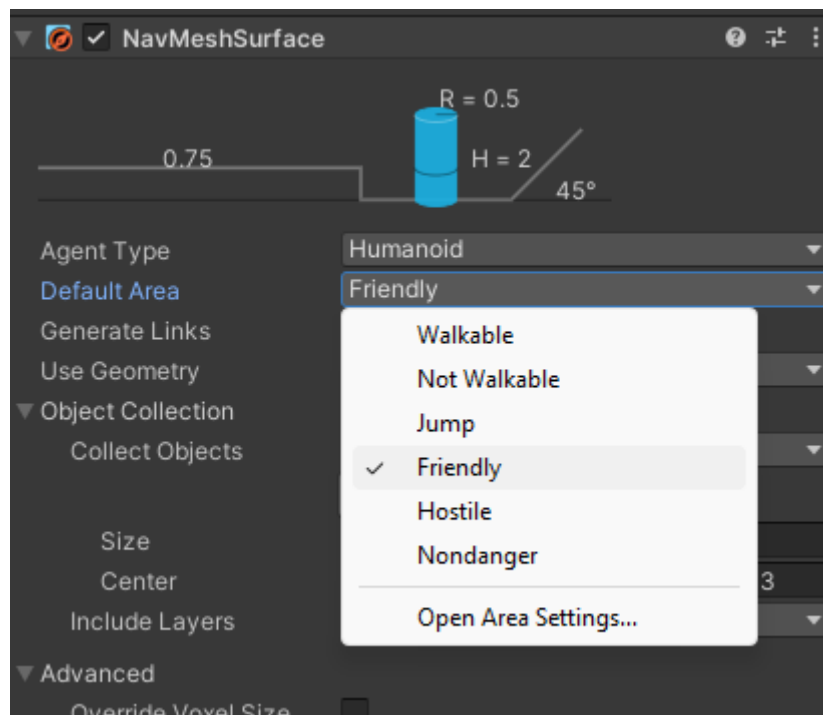 NavMeshSurface
R = 0.5
0.75
H = 2
45°
Agent Type Humanoid
Default Area Friendly
Generate Links
Walkable
Use Geometry
Not Walkable
Object Collection
Jump
Collect Objects
Friendly
Hostile
Size
Nondanger
Center 3
Include Layers
Open Area Settings...
Advanced
Override Voxel Size